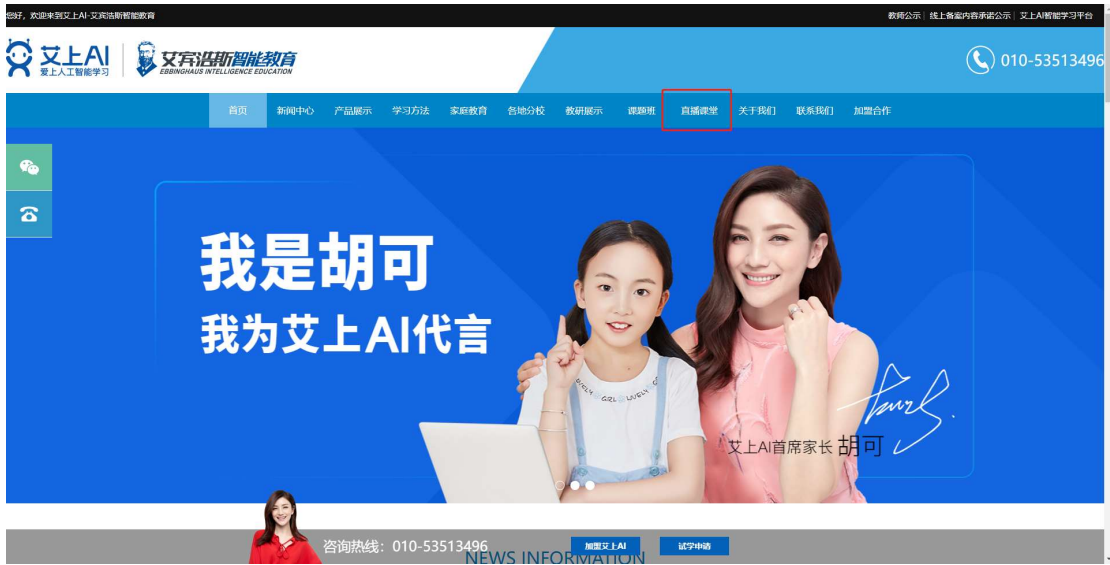 您好，欢迎来到艾上AI-艾宾浩斯智能教育
教师公示 线上备案内容承诺公示 艾上AI智能学习平台
艾上AI
爱上人工智能学习
艾宾浩斯智能教育
EBBINGHAUS INTELLIGENCE EDUCATION
010-53513496
首页 新闻中心 产品展示 学习方法 家庭教育 各地分校 教研展示 课题班 直播课堂 关于我们 联系我们 加盟合作
我是胡可
我为艾上AI代言
艾上AI首席家长 胡可
咨询热线：010-53513496
加盟艾上AI 试学申请
NEWS INFORMATION